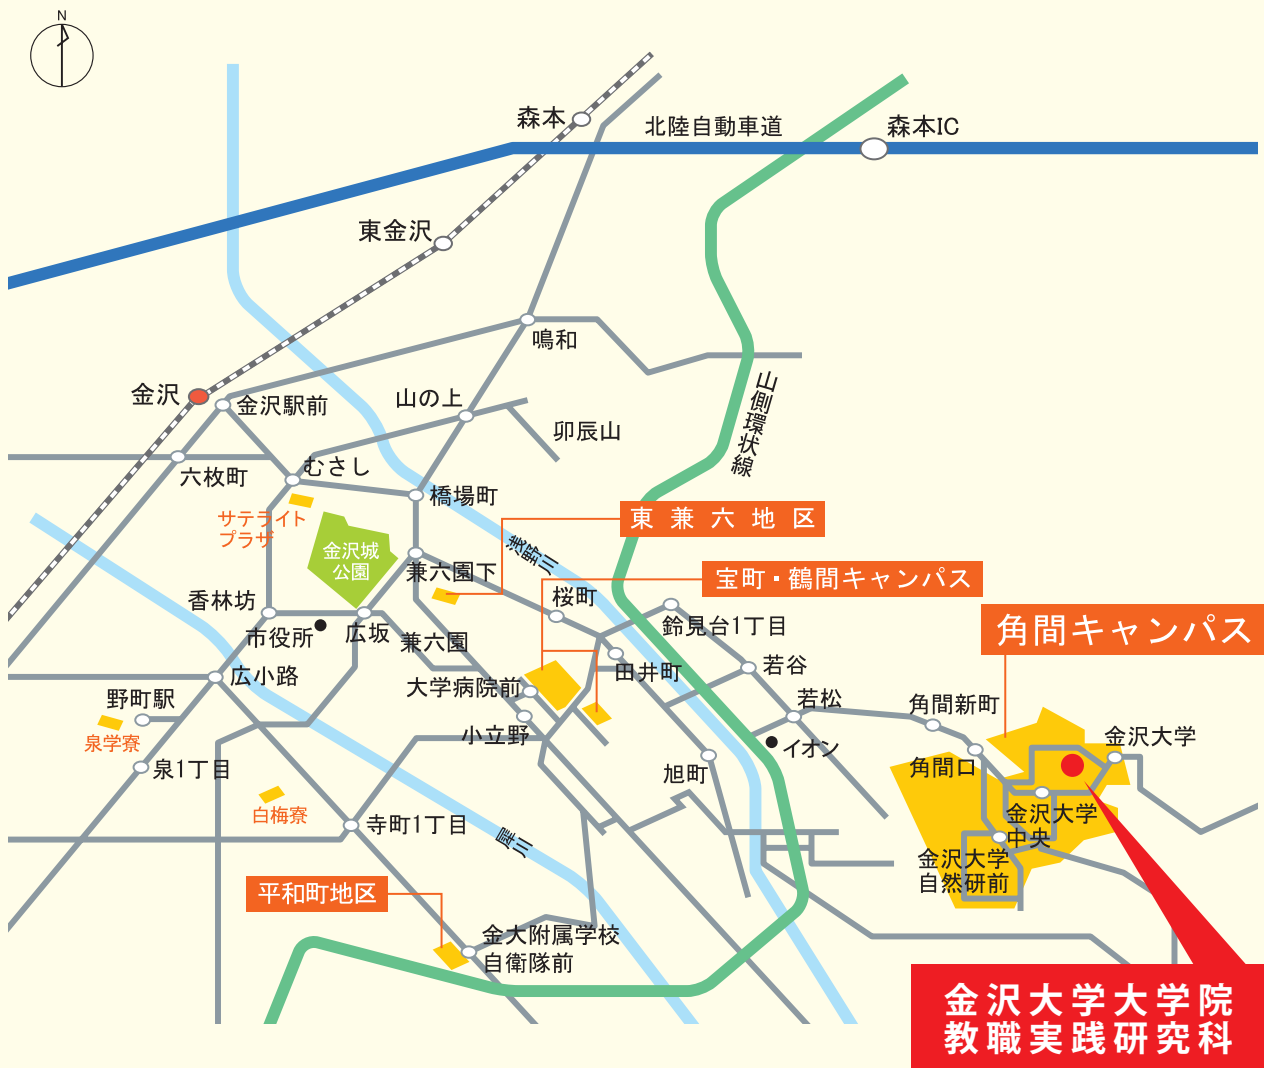 N
森本
北陸自動車道
森本IC
東金沢
鳴和
金沢
金沢駅前
山の上
山側環状線
卯辰山
六枚町
むさし
橋場町
サテライト
プラザ
東兼六地区
金沢城
公園
浅野川
兼六園下
宝町・鶴間キャンパス
香林坊
桜町
市役所
広坂
兼六園
鈴見台1丁目
角間キャンパス
広小路
大学病院前
田井町
若谷
野町駅
若松
角間新町
泉学寮
小立野
イオン
金沢大学
泉1丁目
旭町
角間口
白梅寮
寺町1丁目
犀川
金沢大学
中央
金沢大学
自然研前
平和町地区
金大附属学校
自衛隊前
金沢大学大学院
教職実践研究科